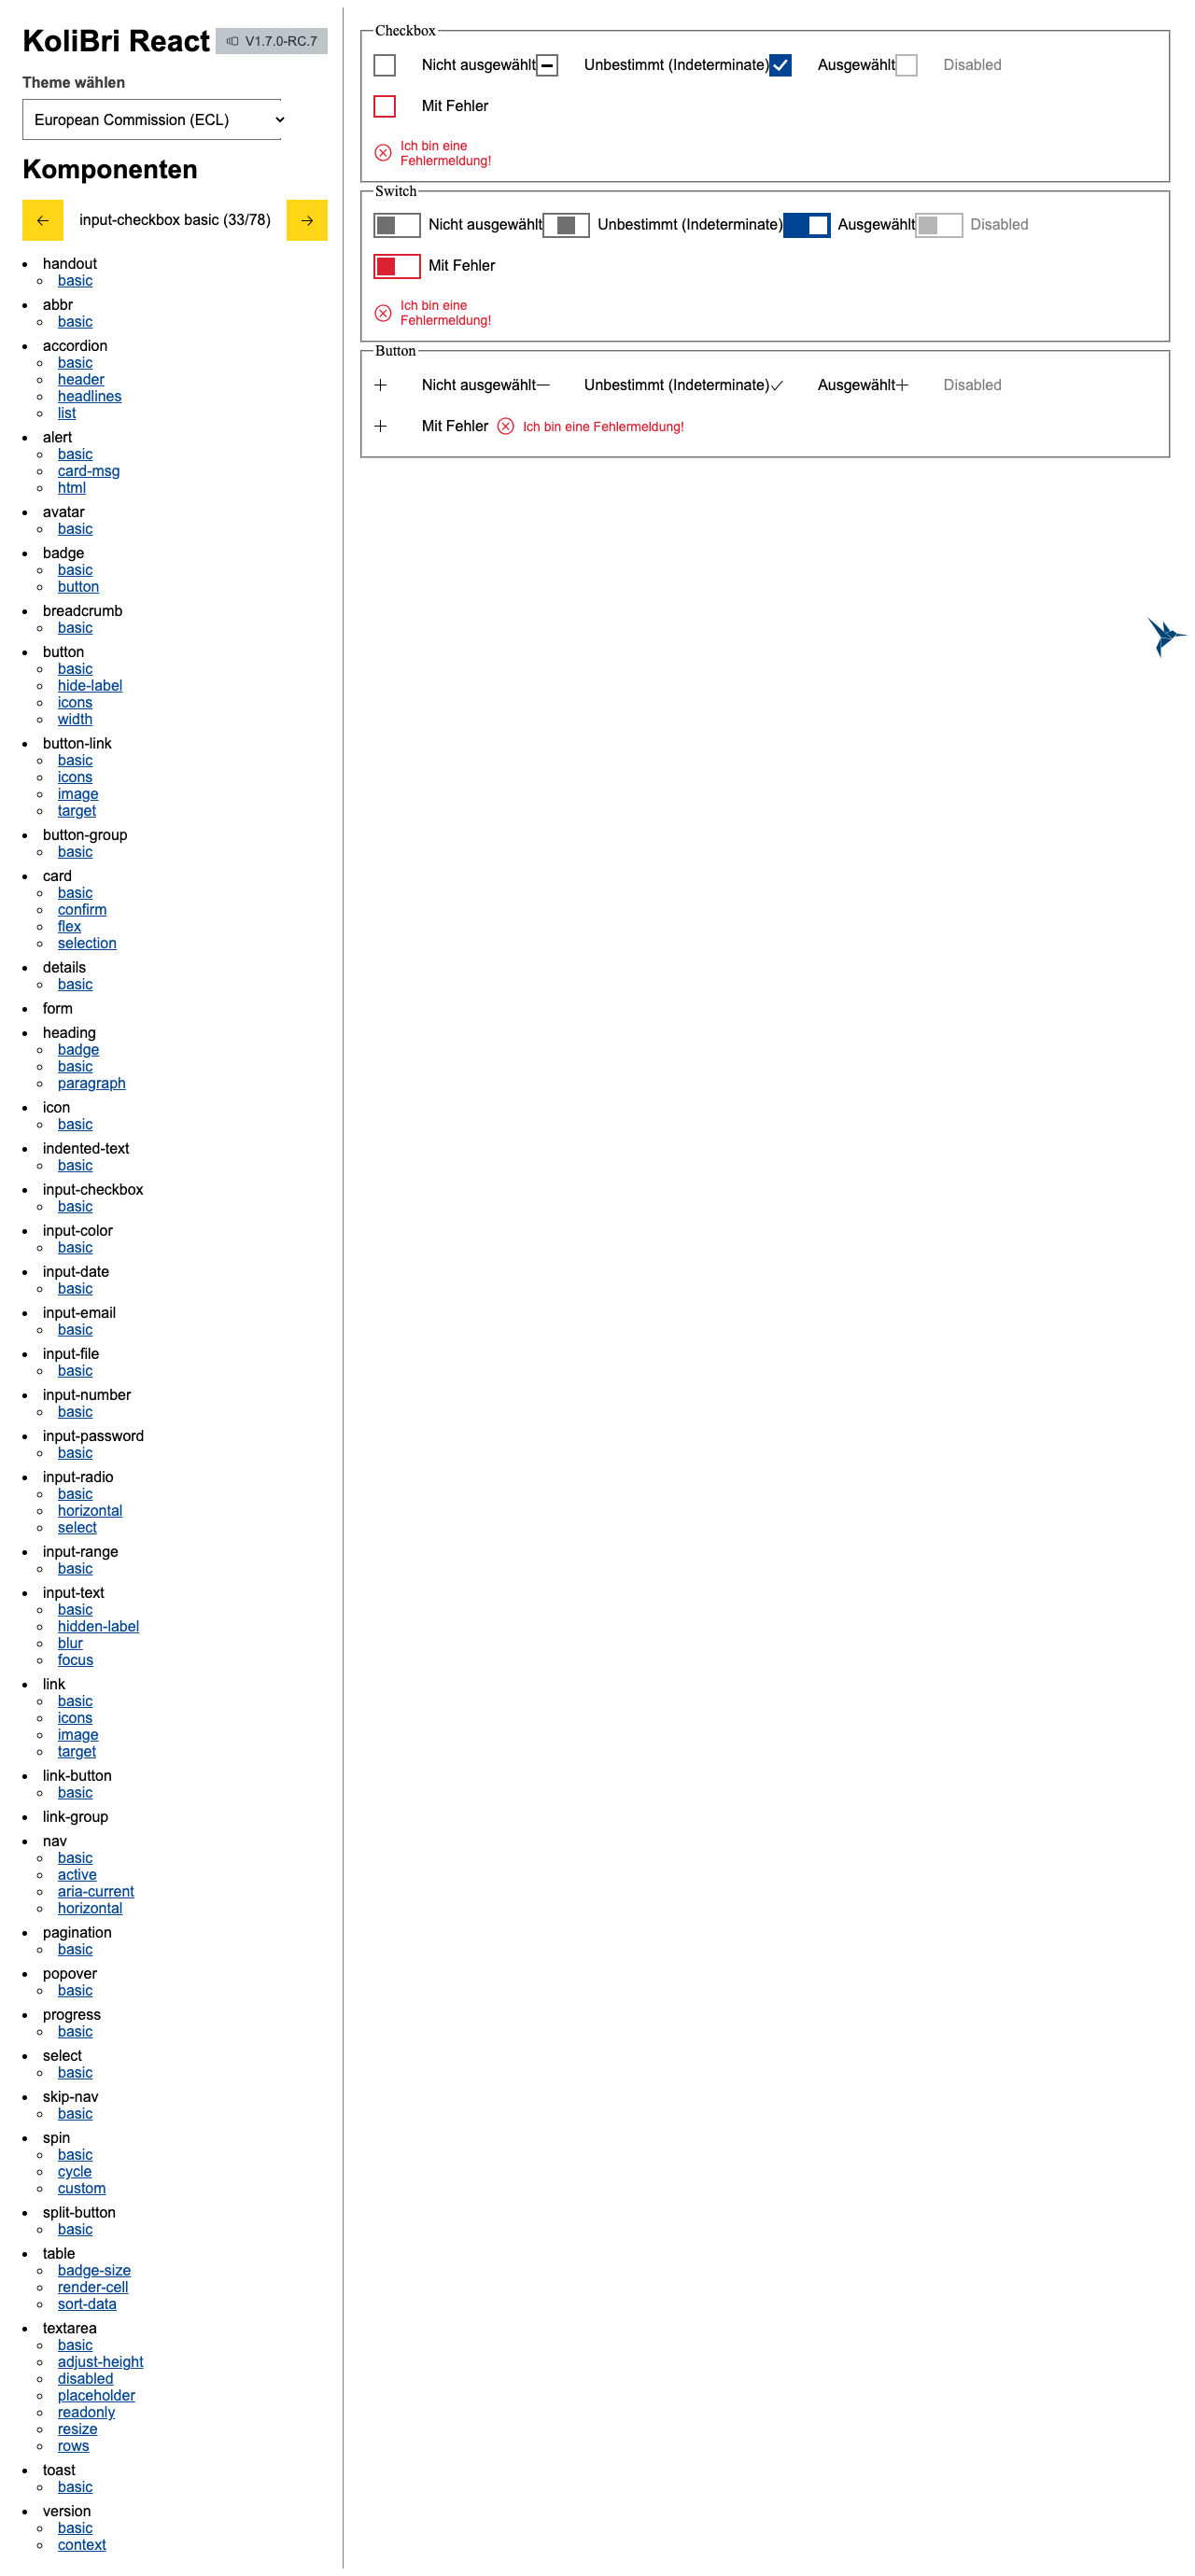 KoliBri React V1.7.0-RC.7
Theme wählen
European Commission (ECL)
Komponenten
input-checkbox basic (33/78)
handout
basic
abbr
basic
accordion
basic
header
headlines
list
alert
basic
card-msg
html
avatar
basic
badge
basic
button
breadcrumb
basic
button
basic
hide-label
icons
width
button-link
basic
icons
image
target
button-group
basic
card
basic
confirm
flex
selection
details
basic
form
heading
badge
basic
paragraph
icon
basic
indented-text
basic
input-checkbox
basic
input-color
basic
input-date
basic
input-email
basic
input-file
basic
input-number
basic
input-password
basic
input-radio
basic
horizontal
select
input-range
basic
input-text
basic
hidden-label
blur
focus
link
basic
icons
image
target
link-button
basic
link-group
nav
basic
active
aria-current
horizontal
pagination
basic
popover
basic
progress
basic
select
basic
skip-nav
basic
spin
basic
cycle
custom
split-button
basic
table
badge-size
render-cell
sort-data
textarea
basic
adjust-height
disabled
placeholder
readonly
resize
rows
toast
basic
version
basic
context
Checkbox
Nicht ausgewählt Unbestimmt (Indeterminate) Ausgewählt Disabled
Mit Fehler
Ich bin eine
Fehlermeldung!
Switch
Nicht ausgewählt Unbestimmt (Indeterminate) Ausgewählt Disabled
Mit Fehler
Ich bin eine
Fehlermeldung!
Button
Nicht ausgewählt Unbestimmt (Indeterminate) Ausgewählt Disabled
Mit Fehler Ich bin eine Fehlermeldung!